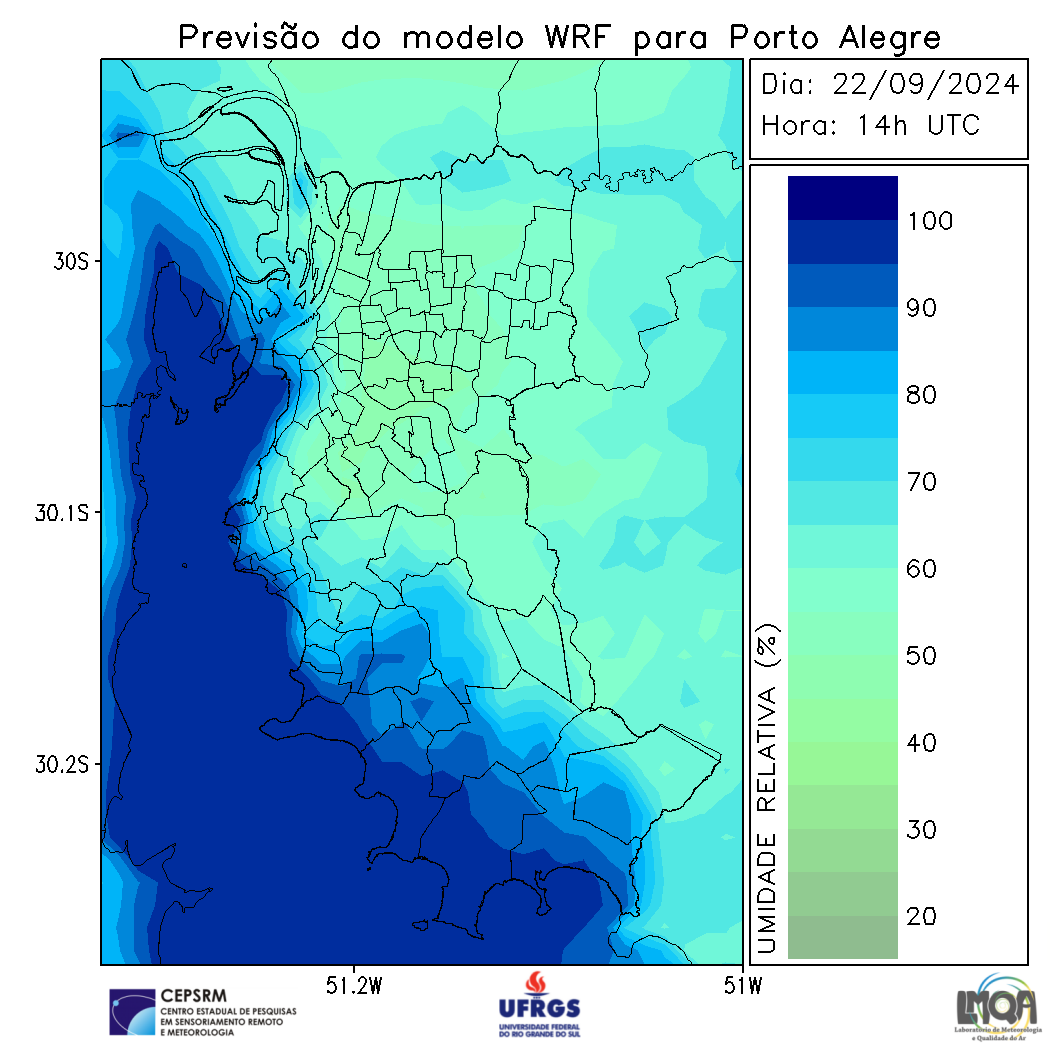 Previsão do modelo WRF para Porto Alegre
Dia: 22/09/2024
Hora: 14h UTC
30S
30.1S
30.2S
51.2W
51W
100
90
80
70
60
50
40
30
20
UMIDADE RELATIVA (%)
CEPSRM
CENTRO ESTADUAL DE PESQUISAS
EM SENSORIAMENTO REMOTO
E METEOROLOGIA
UFRGS
UNIVERSIDADE FEDERAL
DO RIO GRANDE DO SUL
LMQA
Laboratório de Meteorologia
e Qualidade do Ar